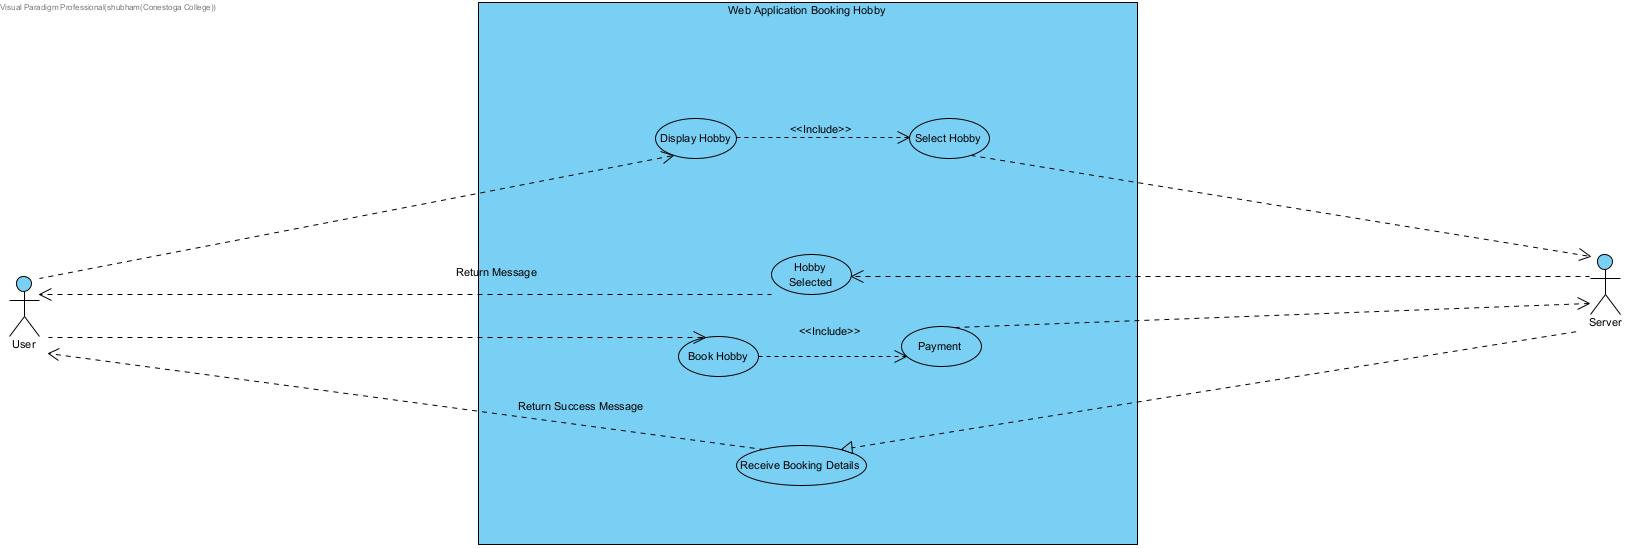 Visual Paradigm Professional(shubham(Conestoga College))
Web Application Booking Hobby
<<Include>>
Display Hobby
Select Hobby
Return Message
Hobby
Selected
Server
<<Include>>
User
Book Hobby
Payment
Return Success Message
Receive Booking Details